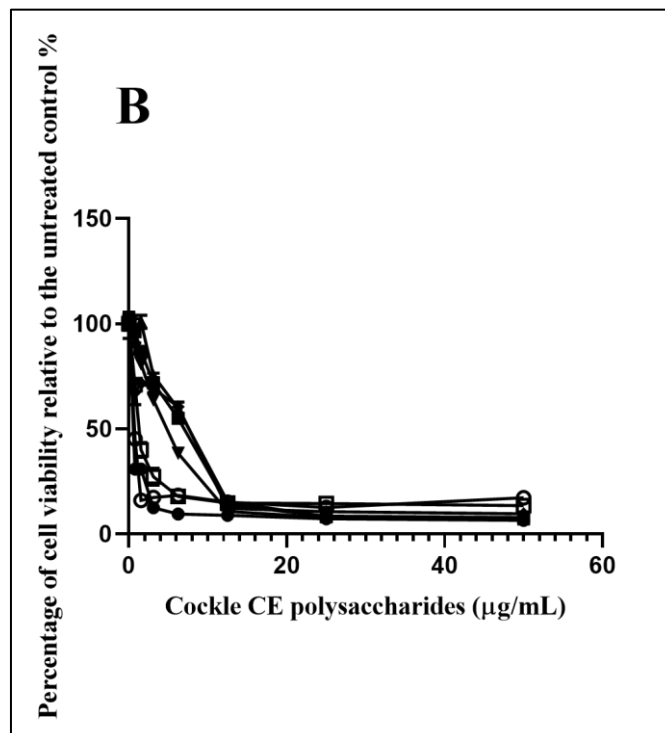 B
Percentage of cell viability relative to the untreated control %
150
100
50
0
0 20 40 60
Cockle CE polysaccharides (μg/mL)